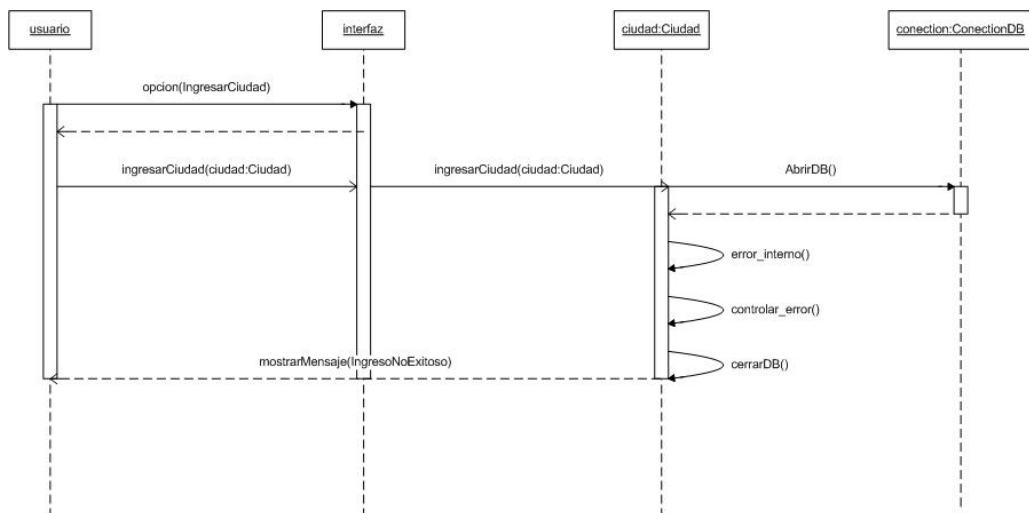 usuario
interfaz
ciudad:Ciudad
conection:ConectionDB
opcion(IngresarCiudad)
ingresarCiudad(ciudad:Ciudad)
ingresarCiudad(ciudad:Ciudad)
AbrirDB()
error_interno()
controlar_error()
mostrarMensaje(IngresoNoExitoso)
cerrarDB()